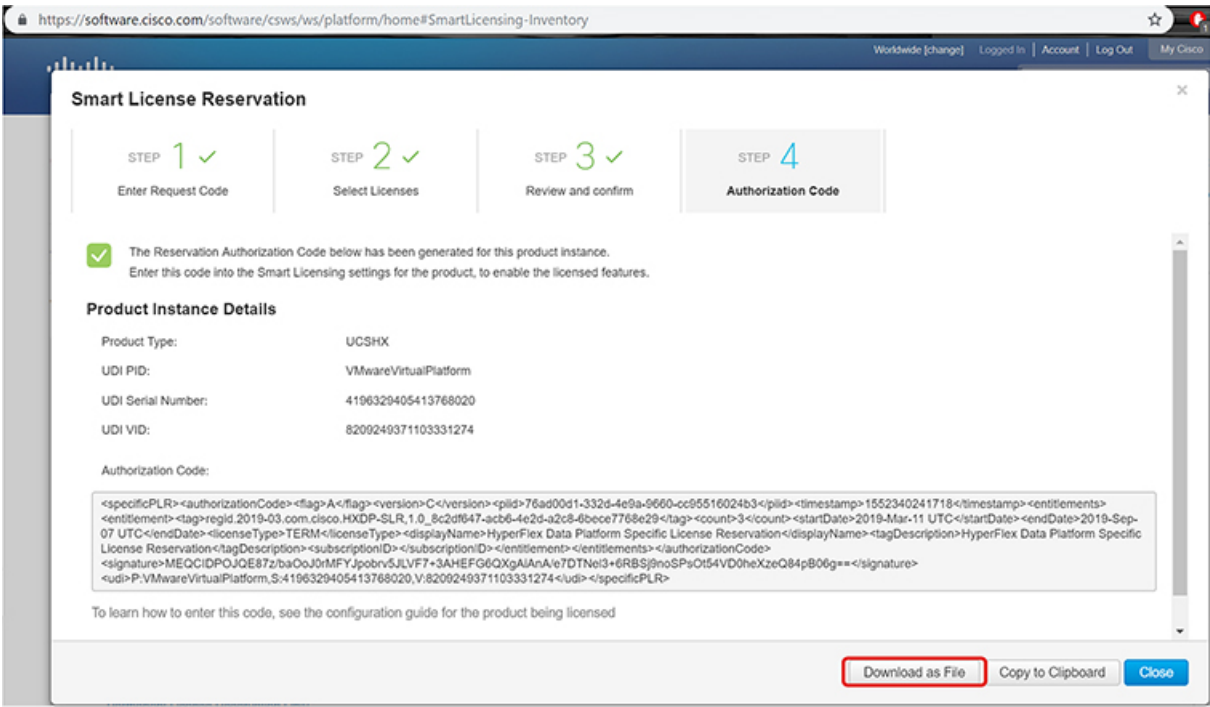 https://software.cisco.com/software/csws/ws/platform/home#SmartLicensing-Inventory
Worldwide [change] Logged In | Account | Log Out My Cisco
Smart License Reservation
STEP 1
Enter Request Code
STEP 2
Select Licenses
STEP 3
Review and confirm
STEP 4
Authorization Code
The Reservation Authorization Code below has been generated for this product instance.
Enter this code into the Smart Licensing settings for the product, to enable the licensed features.
Product Instance Details
Product Type: UCSHX
UDI PID: VMwareVirtualPlatform
UDI Serial Number: 4196329405413768020
UDI VID: 8209249371103331274
Authorization Code:
<specificPLR><authorizationCode><flag>A</flag><version>C</version><piid>76ad00d1-332d-4e9a-9660-cc95516024b3</piid><timestamp>1552340241718</timestamp><entitlements>
<entitlement><tag>regid.2019-03.com.cisco.HXDP-SLR,1.0_8c2df647-acb6-4e2d-a2c8-6bece7768e29</tag><count>3</count><startDate>2019-Mar-11 UTC</startDate><endDate>2019-Sep-
07 UTC</endDate><licenseType>TERM</licenseType><displayName>HyperFlex Data Platform Specific License Reservation</displayName><tagDescription>HyperFlex Data Platform Specific
License Reservation</tagDescription><subscriptionID></subscriptionID></entitlement></entitlements></authorizationCode>
<signature>MEQCIDPOJQE87z/baOoJ0rMFYJpobrv5JLVF7+3AHEFG6QXgAiAnA/e7DTNel3+6RBSj9noSPsOt54VD0heXzeQ84pB06g==</signature>
<udi>P:VMwareVirtualPlatform,S:4196329405413768020,V:8209249371103331274</udi></specificPLR>
To learn how to enter this code, see the configuration guide for the product being licensed
Download as File Copy to Clipboard Close